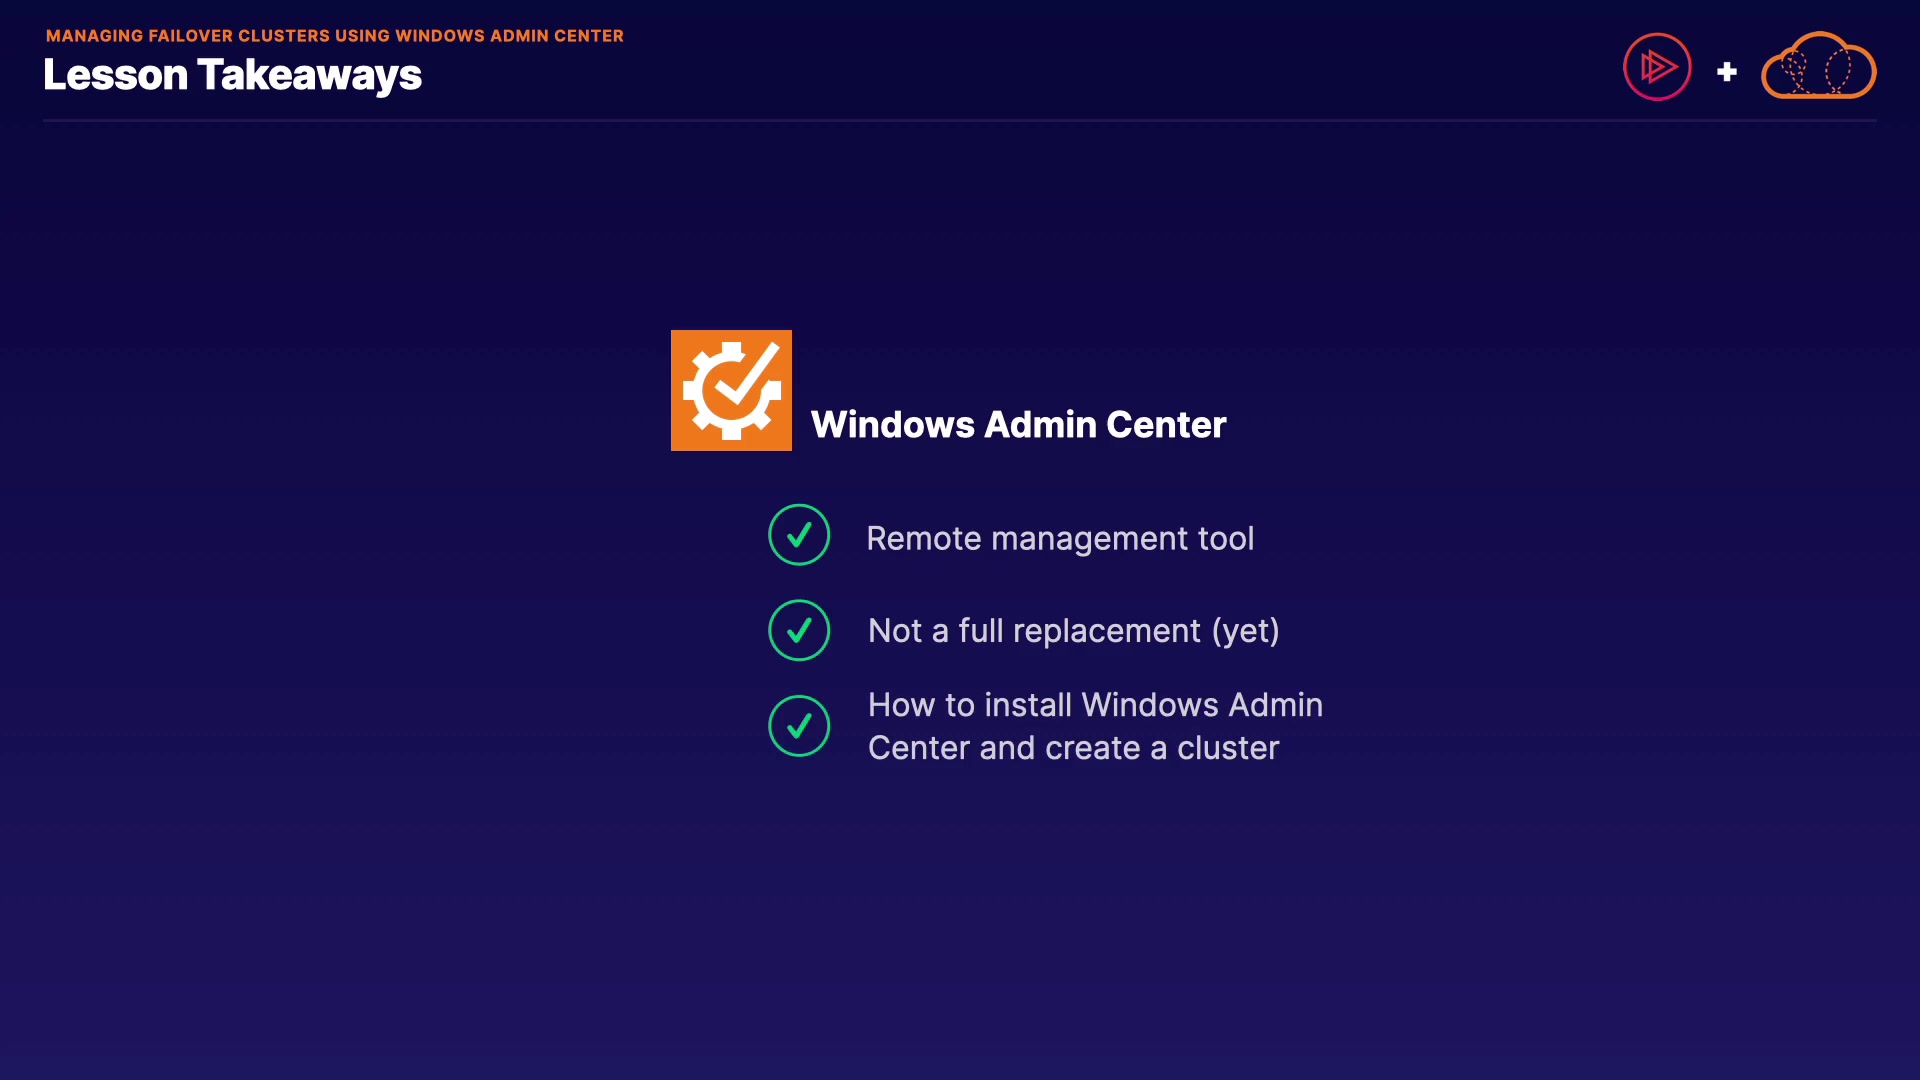 MANAGING FAILOVER CLUSTERS USING WINDOWS ADMIN CENTER
Lesson Takeaways
+
Windows Admin Center
Remote management tool
Not a full replacement (yet)
How to install Windows Admin
Center and create a cluster